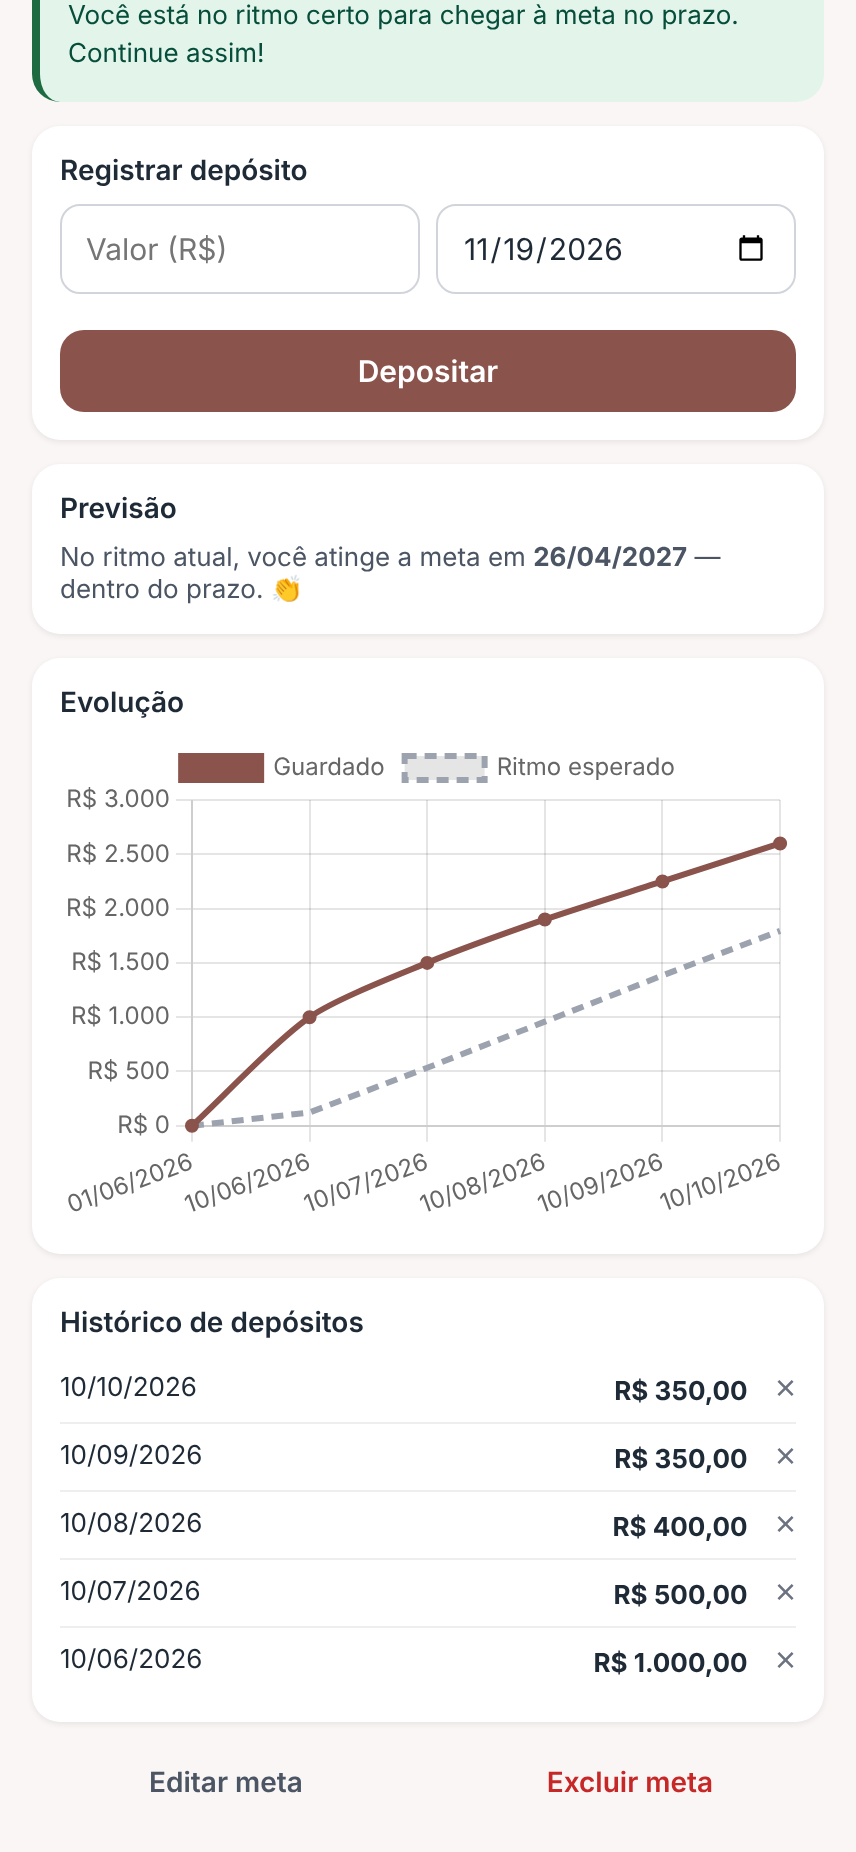 Você está no ritmo certo para chegar à meta no prazo.
Continue assim!
Registrar depósito
Valor (R$)
11/19/2026
Depositar
Previsão
No ritmo atual, você atinge a meta em 26/04/2027 —
dentro do prazo. 👏
Evolução
Guardado
Ritmo esperado
R$ 3.000
R$ 2.500
R$ 2.000
R$ 1.500
R$ 1.000
R$ 500
R$ 0
01/06/2026
10/06/2026
10/07/2026
10/08/2026
10/09/2026
10/10/2026
Histórico de depósitos
10/10/2026 R$ 350,00 ×
10/09/2026 R$ 350,00 ×
10/08/2026 R$ 400,00 ×
10/07/2026 R$ 500,00 ×
10/06/2026 R$ 1.000,00 ×
Editar meta
Excluir meta